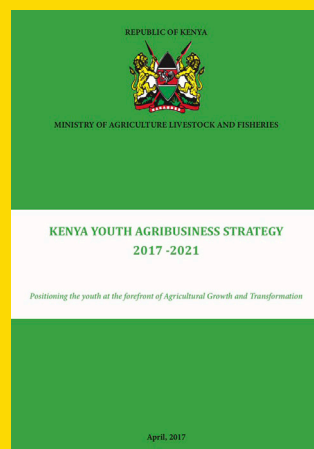 REPUBLIC OF KENYA
MINISTRY OF AGRICULTURE LIVESTOCK AND FISHERIES
KENYA YOUTH AGRIBUSINESS STRATEGY
2017 -2021
Positioning the youth at the forefront of Agricultural Growth and Transformation
April, 2017